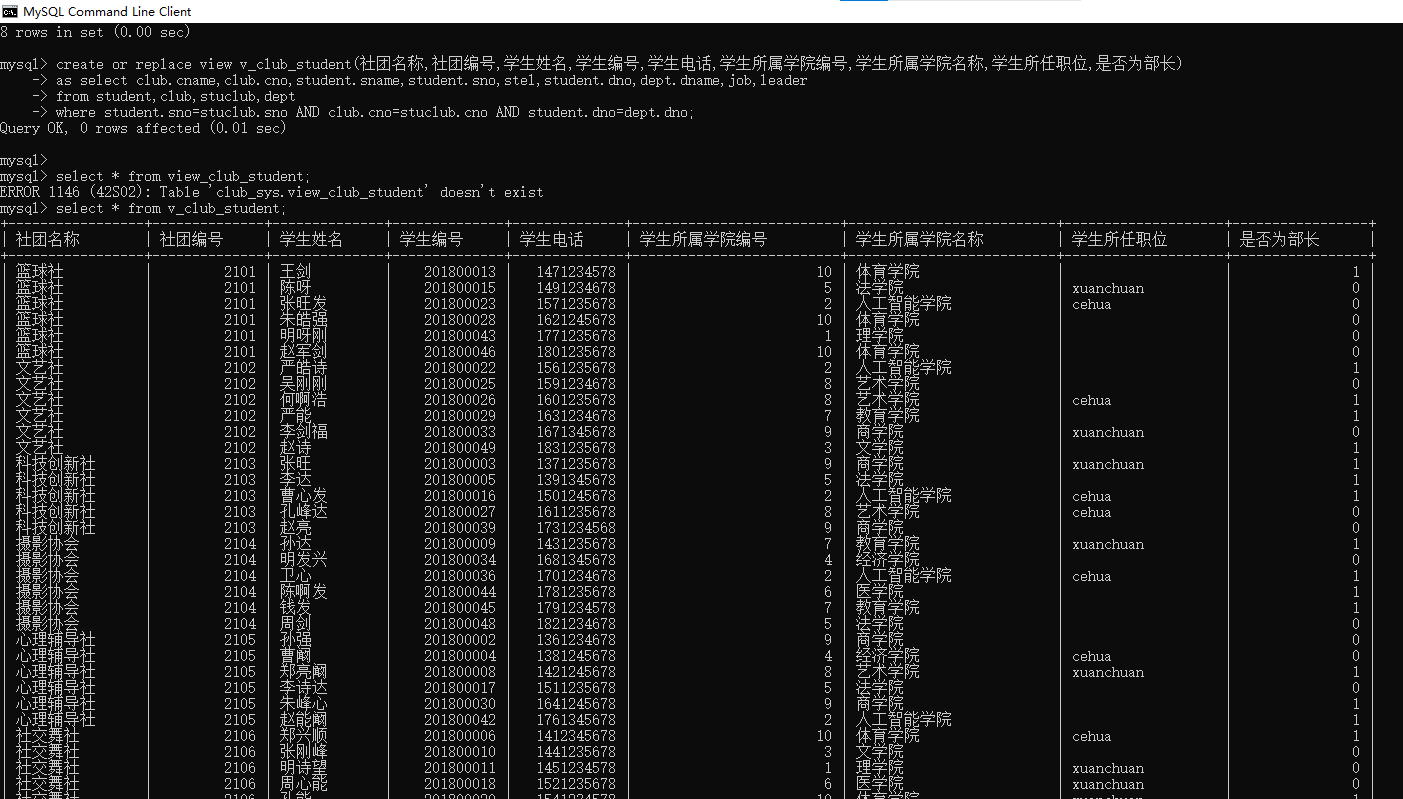 MySQL Command Line Client
8 rows in set (0.00 sec)
mysql> create or replace view v_club_student(社团名称,社团编号,学生姓名,学生编号,学生电话,学生所属学院编号,学生所属学院名称,学生所任职位,是否为部长)
    -> as select club.cname,club.cno,student.sname,student.sno,stel,student.dno,dept.dname,job,leader
    -> from student,club,stuclub,dept
    -> where student.sno=stuclub.sno AND club.cno=stuclub.cno AND student.dno=dept.dno;
Query OK, 0 rows affected (0.01 sec)
mysql>
mysql> select * from view_club_student;
ERROR 1146 (42S02): Table 'club_sys.view_club_student' doesn't exist
mysql> select * from v_club_student;
| 社团名称 | 社团编号 | 学生姓名 | 学生编号 | 学生电话 | 学生所属学院编号 | 学生所属学院名称 | 学生所任职位 | 是否为部长 |
| 篮球社 | 2101 | 王剑 | 201800013 | 1471234578 | 10 | 体育学院 | | 1 |
| 篮球社 | 2101 | 陈呀 | 201800015 | 1491234678 | 5 | 法学院 | xuanchuan | 0 |
| 篮球社 | 2101 | 张旺发 | 201800023 | 1571235678 | 2 | 人工智能学院 | cehua | 0 |
| 篮球社 | 2101 | 朱皓强 | 201800028 | 1621245678 | 10 | 体育学院 | | 0 |
| 篮球社 | 2101 | 明呀刚 | 201800043 | 1771235678 | 1 | 理学院 | | 0 |
| 篮球社 | 2101 | 赵军剑 | 201800046 | 1801235678 | 10 | 体育学院 | | 0 |
| 文艺社 | 2102 | 严皓诗 | 201800022 | 1561235678 | 2 | 人工智能学院 | | 1 |
| 文艺社 | 2102 | 吴刚刚 | 201800025 | 1591234678 | 8 | 艺术学院 | | 0 |
| 文艺社 | 2102 | 何啊浩 | 201800026 | 1601235678 | 8 | 艺术学院 | cehua | 1 |
| 文艺社 | 2102 | 严能 | 201800029 | 1631234678 | 7 | 教育学院 | | 1 |
| 文艺社 | 2102 | 李剑福 | 201800033 | 1671345678 | 9 | 商学院 | xuanchuan | 0 |
| 文艺社 | 2102 | 赵诗 | 201800049 | 1831235678 | 3 | 文学院 | | 1 |
| 科技创新社 | 2103 | 张旺 | 201800003 | 1371235678 | 9 | 商学院 | xuanchuan | 1 |
| 科技创新社 | 2103 | 李达 | 201800005 | 1391345678 | 5 | 法学院 | | 1 |
| 科技创新社 | 2103 | 曹心发 | 201800016 | 1501245678 | 2 | 人工智能学院 | cehua | 1 |
| 科技创新社 | 2103 | 孔峰达 | 201800027 | 1611235678 | 8 | 艺术学院 | cehua | 0 |
| 科技创新社 | 2103 | 赵亮 | 201800039 | 1731234568 | 9 | 商学院 | | 0 |
| 摄影协会 | 2104 | 孙达 | 201800009 | 1431234678 | 7 | 教育学院 | xuanchuan | 1 |
| 摄影协会 | 2104 | 明发兴 | 201800034 | 1681345678 | 4 | 经济学院 | | 0 |
| 摄影协会 | 2104 | 卫心 | 201800036 | 1701234678 | 2 | 人工智能学院 | cehua | 1 |
| 摄影协会 | 2104 | 陈啊发 | 201800044 | 1781235678 | 6 | 医学院 | | 1 |
| 摄影协会 | 2104 | 钱发 | 201800045 | 1791234678 | 7 | 教育学院 | | 1 |
| 摄影协会 | 2104 | 周剑 | 201800048 | 1821234678 | 5 | 法学院 | | 0 |
| 心理辅导社 | 2105 | 孙强 | 201800002 | 1361234678 | 9 | 商学院 | | 0 |
| 心理辅导社 | 2105 | 曹阚 | 201800004 | 1381245678 | 4 | 经济学院 | cehua | 0 |
| 心理辅导社 | 2105 | 郑亮阚 | 201800008 | 1421245678 | 8 | 艺术学院 | xuanchuan | 1 |
| 心理辅导社 | 2105 | 李诗达 | 201800017 | 1511235678 | 5 | 法学院 | | 0 |
| 心理辅导社 | 2105 | 朱峰心 | 201800030 | 1641245678 | 9 | 商学院 | | 1 |
| 心理辅导社 | 2105 | 赵能阚 | 201800042 | 1761345678 | 2 | 人工智能学院 | | 1 |
| 社交舞社 | 2106 | 郑兴顺 | 201800006 | 1412345678 | 10 | 体育学院 | cehua | 1 |
| 社交舞社 | 2106 | 张刚峰 | 201800010 | 1441235678 | 3 | 文学院 | | 0 |
| 社交舞社 | 2106 | 明诗望 | 201800011 | 1451234678 | 1 | 理学院 | xuanchuan | 0 |
| 社交舞社 | 2106 | 周心能 | 201800018 | 1521235678 | 6 | 医学院 | xuanchuan | 0 |